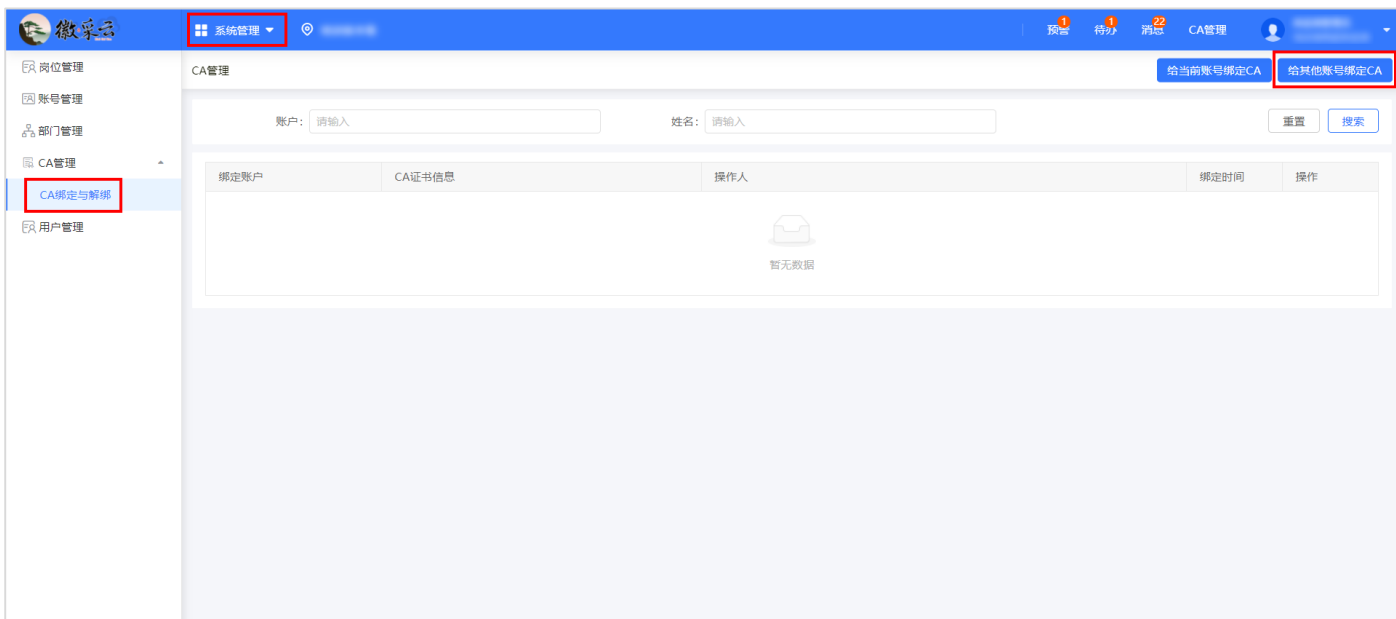 徽采云
系统管理
预警 1
待办 1
消息 22
CA管理
岗位管理
账号管理
部门管理
CA管理
CA绑定与解绑
用户管理
CA管理
给当前账号绑定CA
给其他账号绑定CA
账户: 请输入
姓名: 请输入
重置
搜索
绑定账户 CA证书信息 操作人 绑定时间 操作
暂无数据